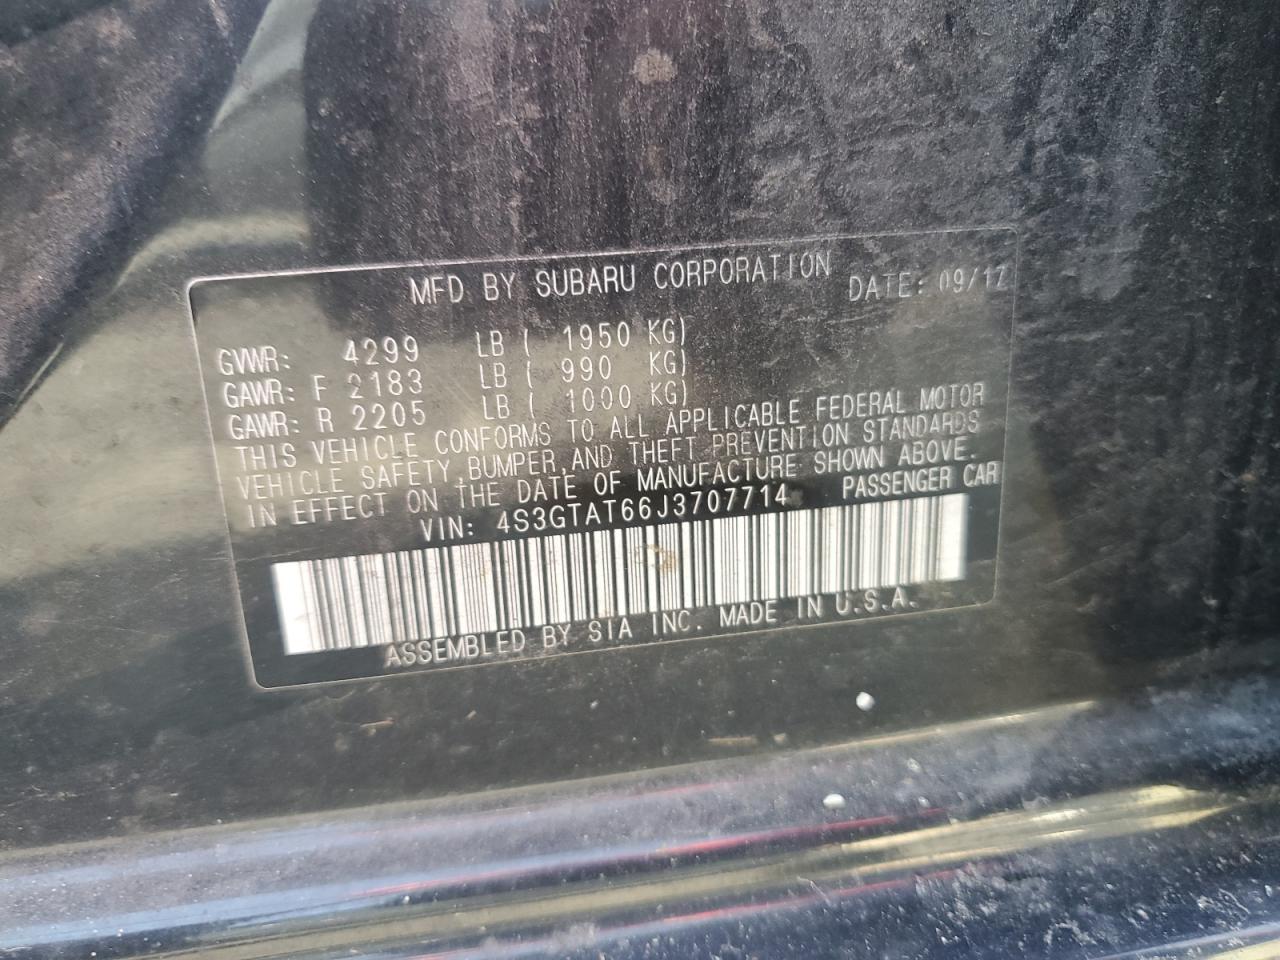 MFD BY SUBARU CORPORATION DATE: 09/17
GVWR: 4299 LB ( 1950 KG)
GAWR: F 2183 LB ( 990 KG)
GAWR: R 2205 LB ( 1000 KG)
THIS VEHICLE CONFORMS TO ALL APPLICABLE FEDERAL MOTOR
VEHICLE SAFETY, BUMPER, AND THEFT PREVENTION STANDARDS
IN EFFECT ON THE DATE OF MANUFACTURE SHOWN ABOVE.
VIN: 4S3GTAT66J3707714 PASSENGER CAR
ASSEMBLED BY SIA INC. MADE IN U.S.A.